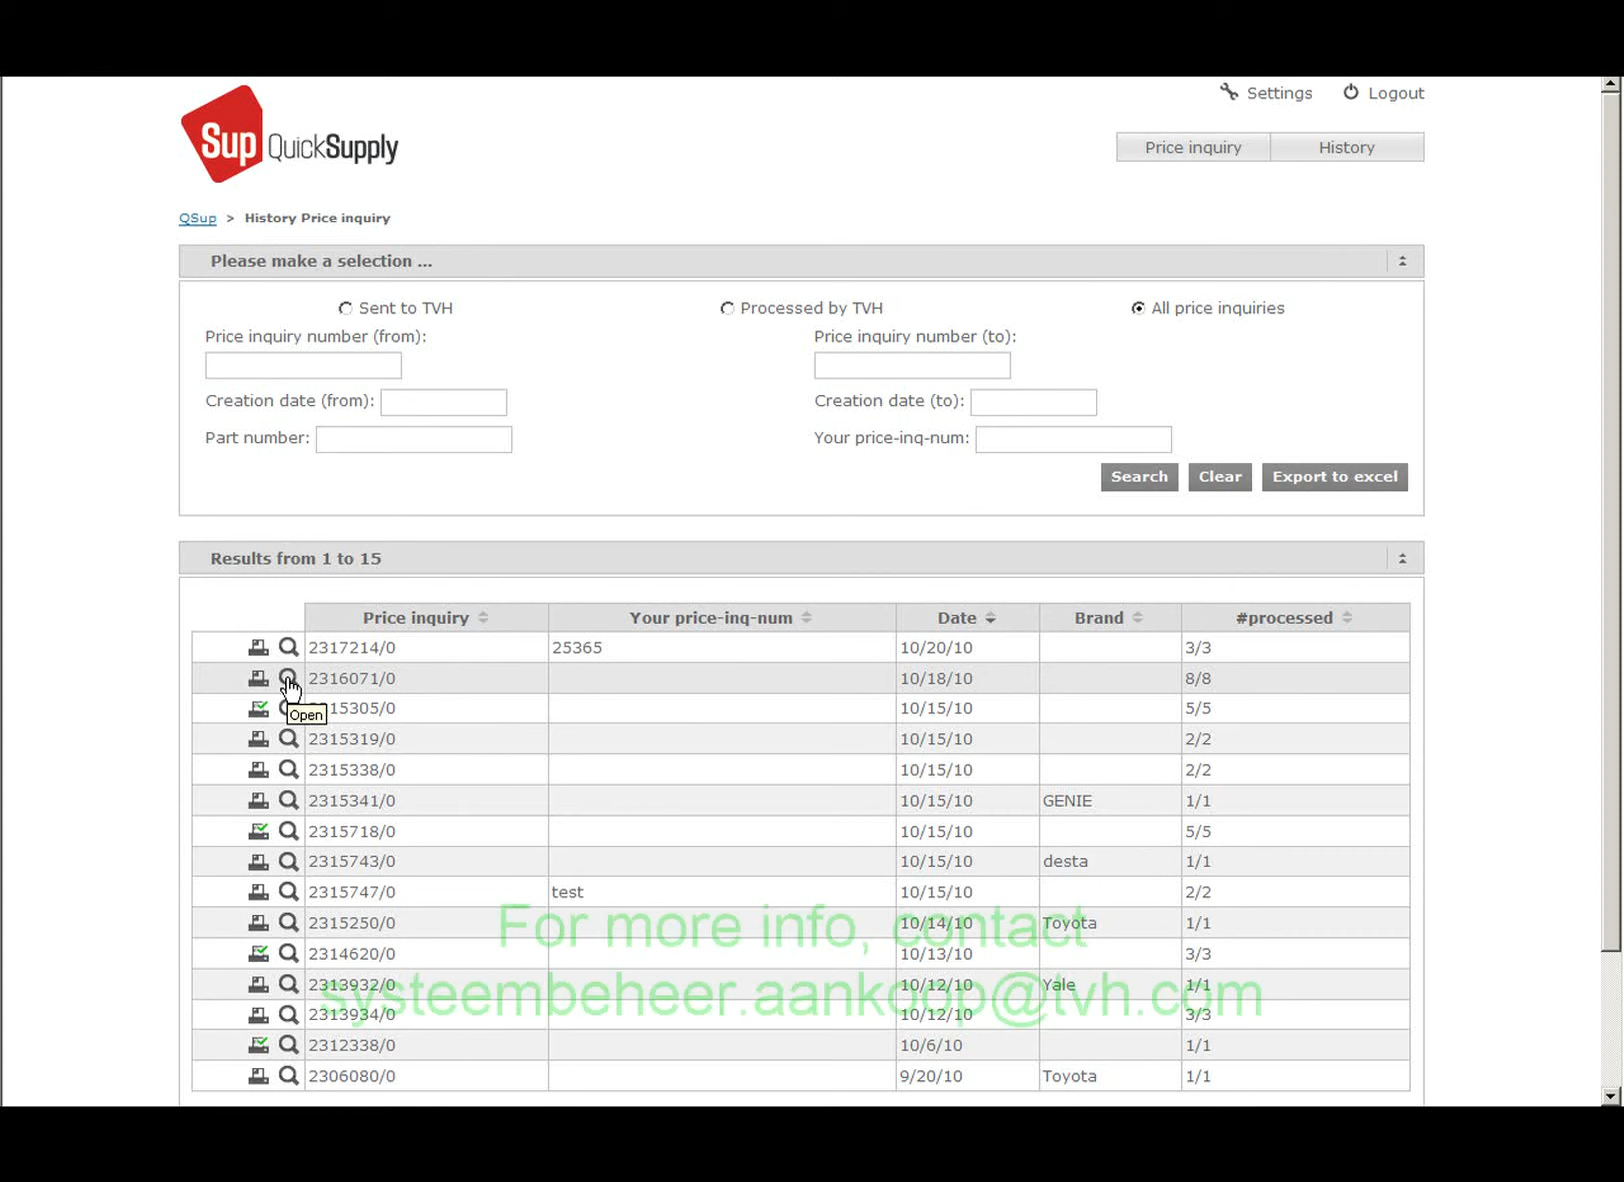 Settings Logout
Sup QuickSupply
Price inquiry History
QSup > History Price inquiry
Please make a selection ...
Sent to TVH Processed by TVH All price inquiries
Price inquiry number (from): Price inquiry number (to):
Creation date (from): Creation date (to):
Part number: Your price-inq-num:
Search Clear Export to excel
Results from 1 to 15
Price inquiry Your price-inq-num Date Brand #processed
2317214/0 25365 10/20/10 3/3
2316071/0 10/18/10 8/8
Open
15305/0 10/15/10 5/5
2315319/0 10/15/10 2/2
2315338/0 10/15/10 2/2
2315341/0 10/15/10 GENIE 1/1
2315718/0 10/15/10 5/5
2315743/0 10/15/10 desta 1/1
2315747/0 test 10/15/10 2/2
2315250/0 10/14/10 Toyota 1/1
For more info, contact
2314620/0 10/13/10 3/3
2313932/0 10/12/10 Yale 1/1
systeembeheer.aankoop@tvh.com
2313934/0 10/12/10 3/3
2312338/0 10/6/10 1/1
2306080/0 9/20/10 Toyota 1/1